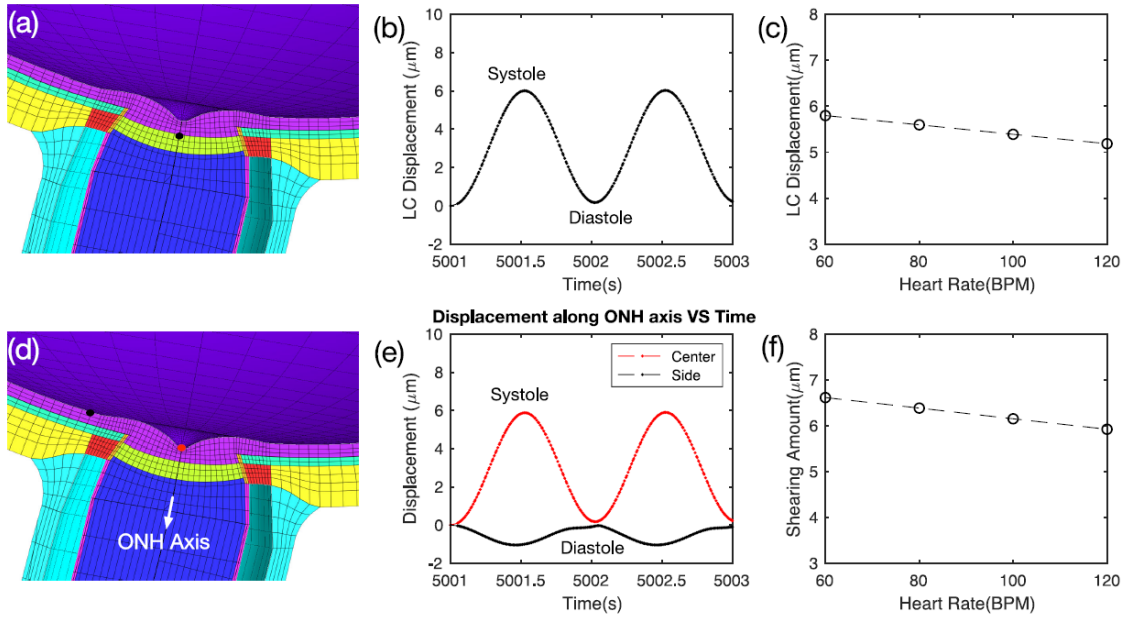 (a)
(b)
10
8
6
4
2
0
-2
LC Displacement (μm)
Systole
Diastole
5001 5001.5 5002 5002.5 5003
Time(s)
(c)
8
7
6
5
4
3
LC Displacement(μm)
60 80 100 120
Heart Rate(BPM)
(d)
ONH Axis
(e)
Displacement along ONH axis VS Time
10
8
6
4
2
0
-2
Displacement (μm)
Center
Side
Systole
Diastole
5001 5001.5 5002 5002.5 5003
Time(s)
(f)
8
7
6
5
4
3
Shearing Amount(μm)
60 80 100 120
Heart Rate(BPM)